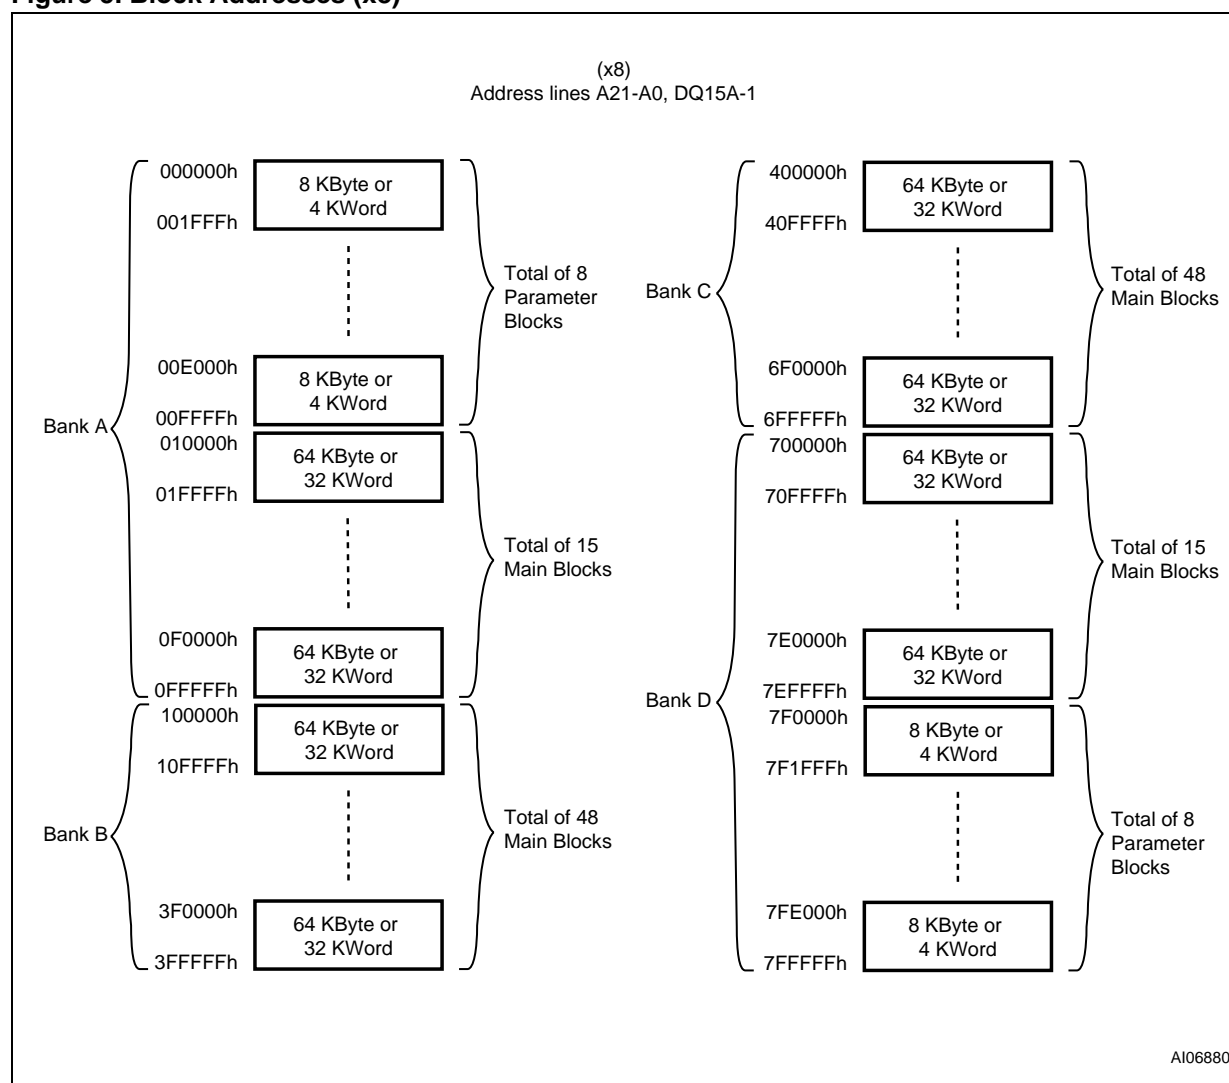 (x8)
Address lines A21-A0, DQ15A-1
Bank A
000000h
8 KByte or
4 KWord
001FFFh
Total of 8
Parameter
Blocks
00E000h
8 KByte or
4 KWord
00FFFFh
010000h
64 KByte or
32 KWord
01FFFFh
Total of 15
Main Blocks
0F0000h
64 KByte or
32 KWord
0FFFFFh
Bank B
100000h
64 KByte or
32 KWord
10FFFFh
Total of 48
Main Blocks
3F0000h
64 KByte or
32 KWord
3FFFFFh
Bank C
400000h
64 KByte or
32 KWord
40FFFFh
Total of 48
Main Blocks
6F0000h
64 KByte or
32 KWord
6FFFFFh
Bank D
700000h
64 KByte or
32 KWord
70FFFFh
Total of 15
Main Blocks
7E0000h
64 KByte or
32 KWord
7EFFFFh
7F0000h
8 KByte or
4 KWord
7F1FFFh
Total of 8
Parameter
Blocks
7FE000h
8 KByte or
4 KWord
7FFFFFh
AI06880